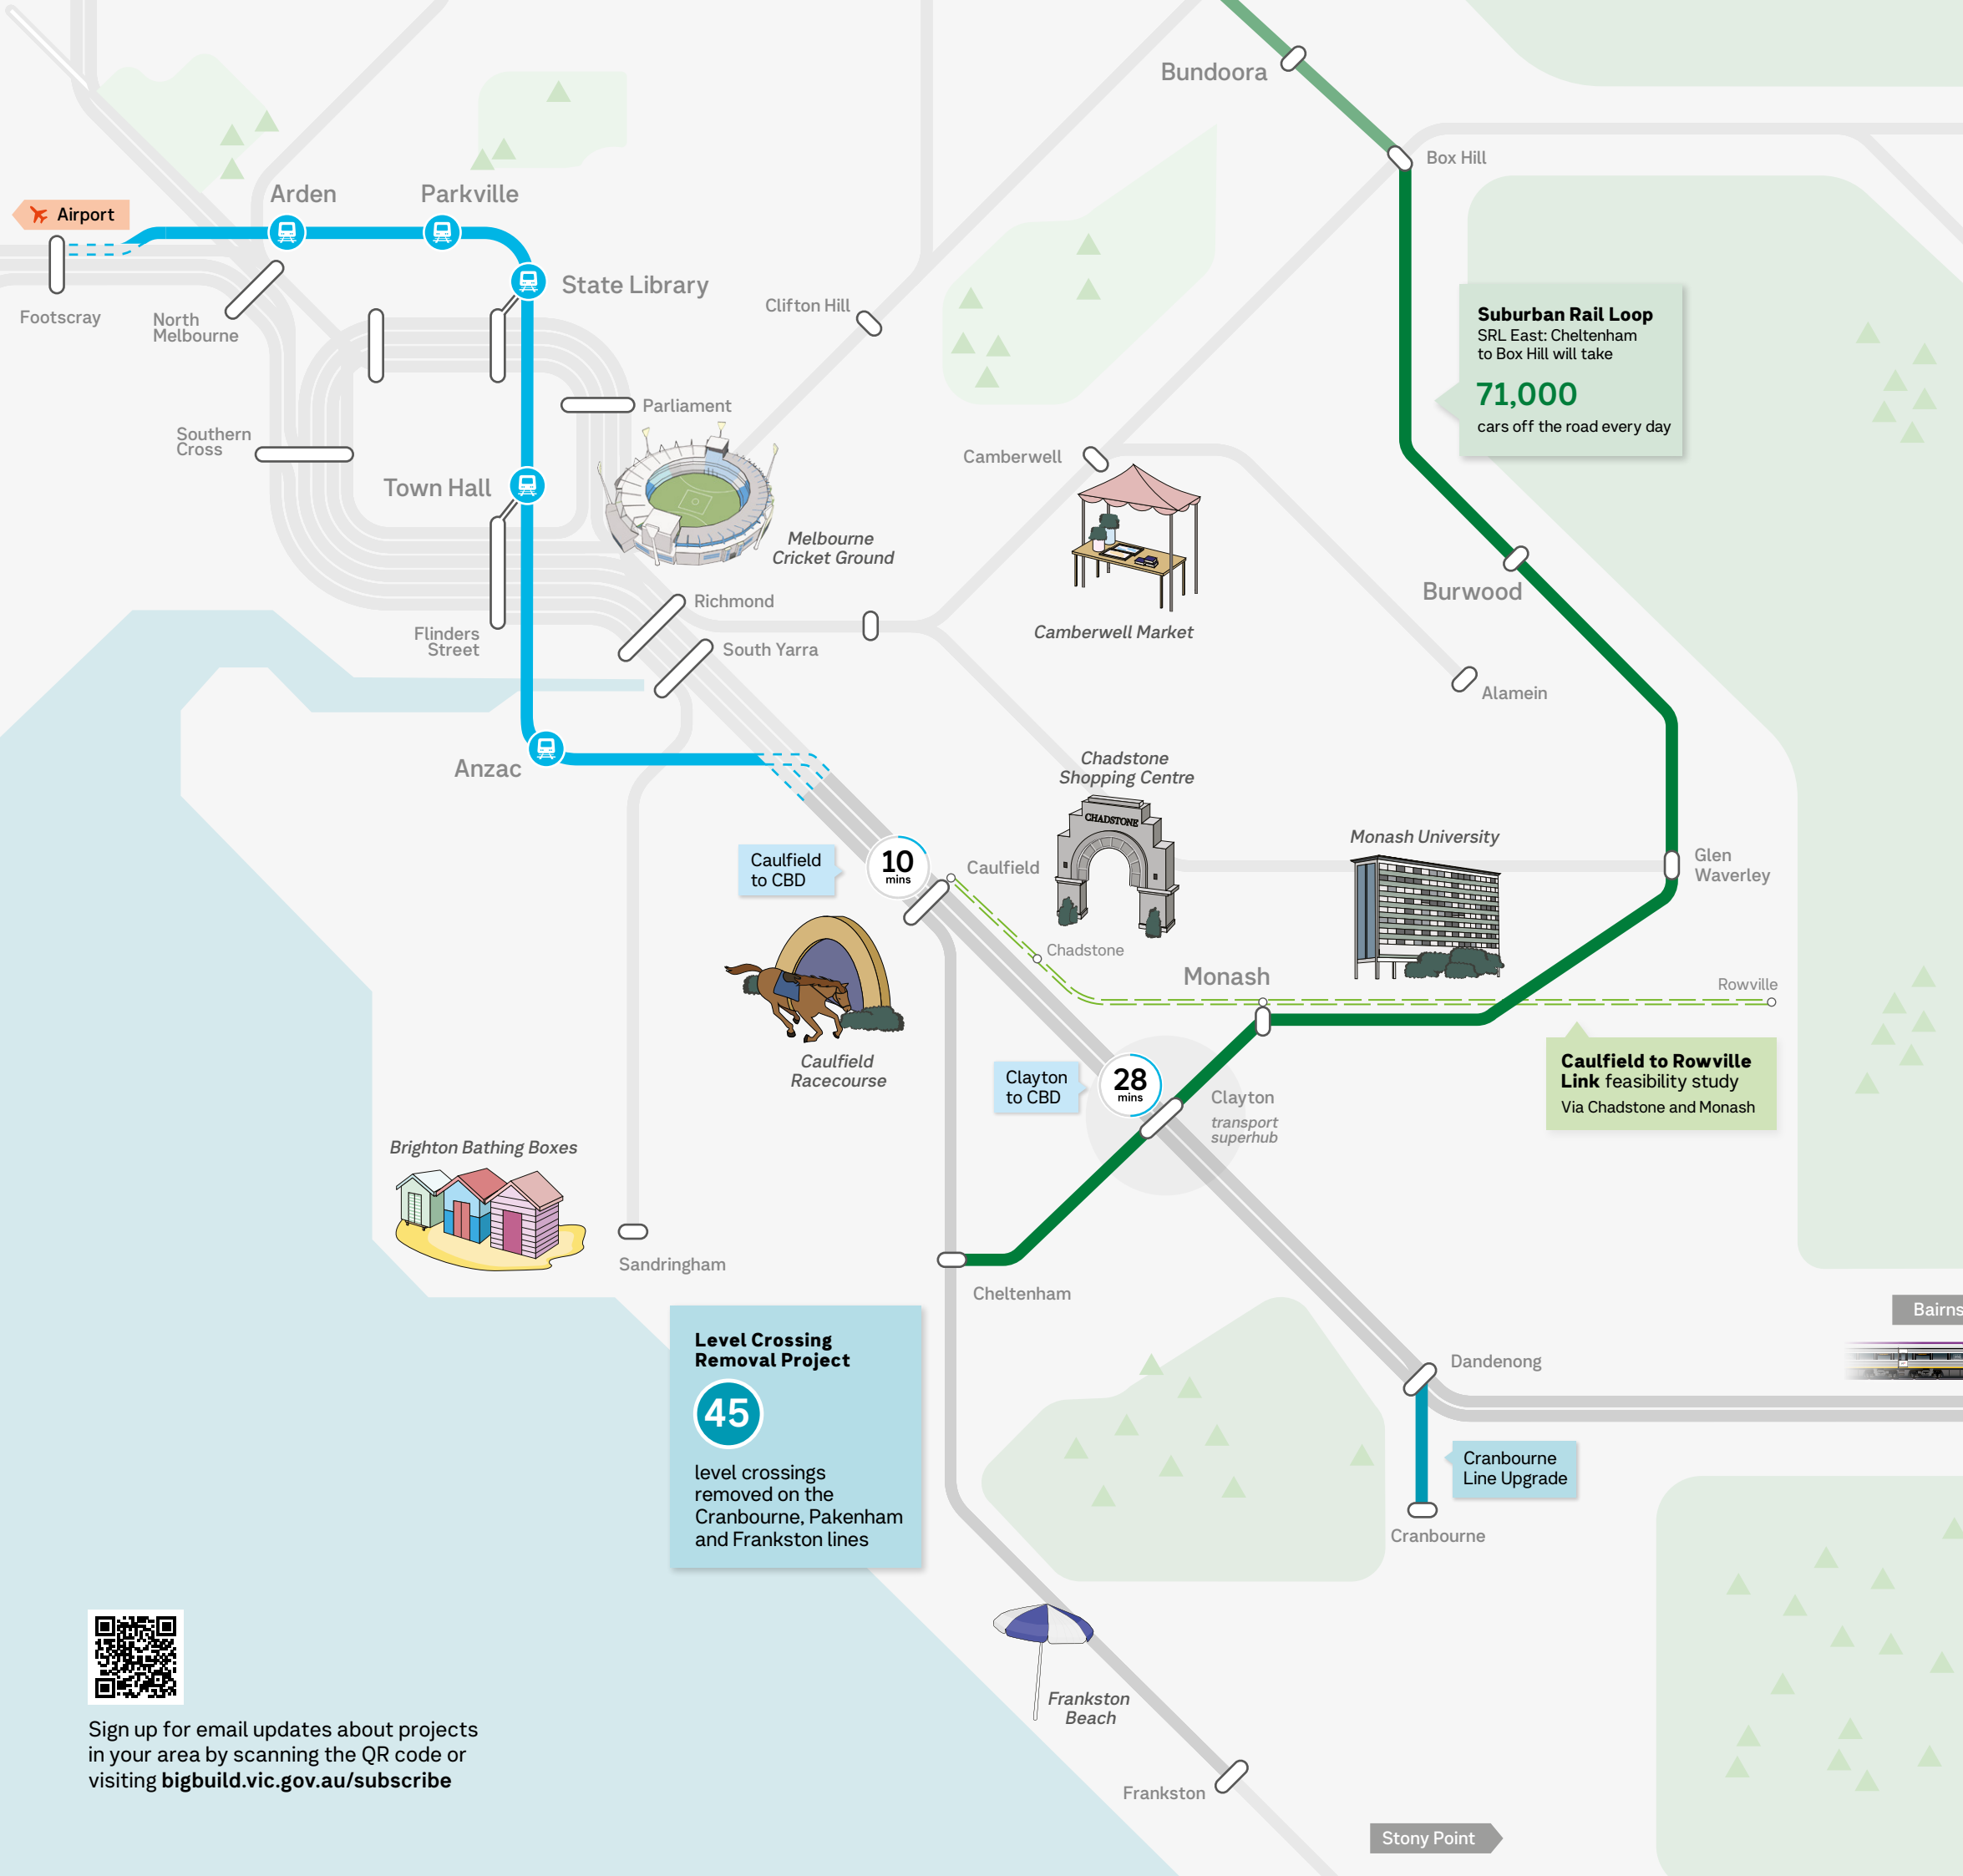 Bundoora
Box Hill
Arden
Parkville
Airport
State Library
Footscray
North
Melbourne
Clifton Hill
Suburban Rail Loop
SRL East: Cheltenham
to Box Hill will take
71,000
cars off the road every day
Parliament
Southern
Cross
Camberwell
Town Hall
Melbourne
Cricket Ground
Burwood
Richmond
Camberwell Market
Flinders
Street
South Yarra
Alamein
Anzac
Chadstone
Shopping Centre
CHADSTONE
Monash University
Caulfield
to CBD
10
mins
Caulfield
Glen
Waverley
Chadstone
Monash
Rowville
Caulfield
Racecourse
Caulfield to Rowville
Link feasibility study
Via Chadstone and Monash
Clayton
to CBD
28
mins
Clayton
transport
superhub
Brighton Bathing Boxes
Sandringham
Cheltenham
Bairns
Level Crossing
Removal Project
45
level crossings
removed on the
Cranbourne, Pakenham
and Frankston lines
Dandenong
Cranbourne
Line Upgrade
Cranbourne
Frankston
Beach
Sign up for email updates about projects
in your area by scanning the QR code or
visiting bigbuild.vic.gov.au/subscribe
Frankston
Stony Point